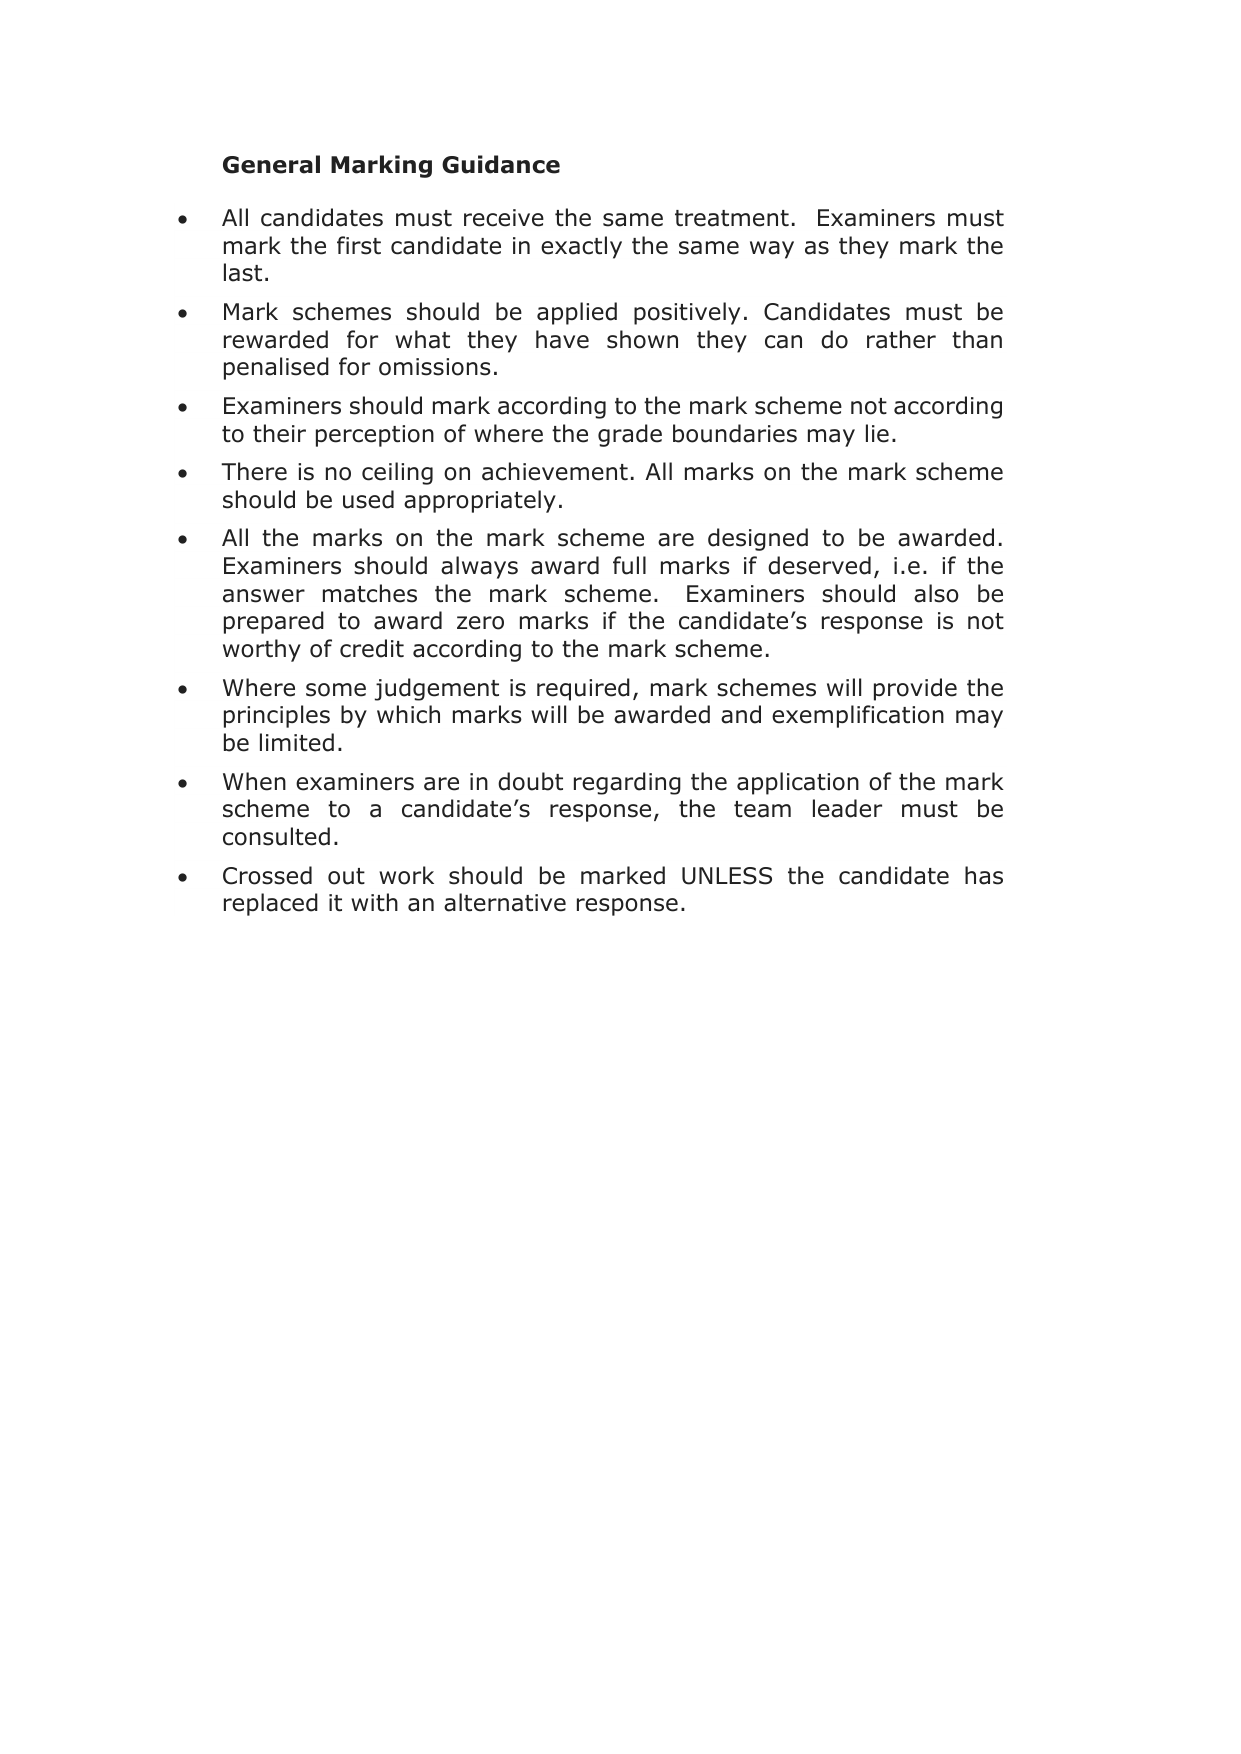 General Marking Guidance
• All candidates must receive the same treatment.  Examiners must
mark the first candidate in exactly the same way as they mark the
last.
• Mark schemes should be applied positively. Candidates must be
rewarded for what they have shown they can do rather than
penalised for omissions.
• Examiners should mark according to the mark scheme not according
to their perception of where the grade boundaries may lie.
• There is no ceiling on achievement. All marks on the mark scheme
should be used appropriately.
• All the marks on the mark scheme are designed to be awarded.
Examiners should always award full marks if deserved, i.e. if the
answer matches the mark scheme.  Examiners should also be
prepared to award zero marks if the candidate’s response is not
worthy of credit according to the mark scheme.
• Where some judgement is required, mark schemes will provide the
principles by which marks will be awarded and exemplification may
be limited.
• When examiners are in doubt regarding the application of the mark
scheme to a candidate’s response, the team leader must be
consulted.
• Crossed out work should be marked UNLESS the candidate has
replaced it with an alternative response.